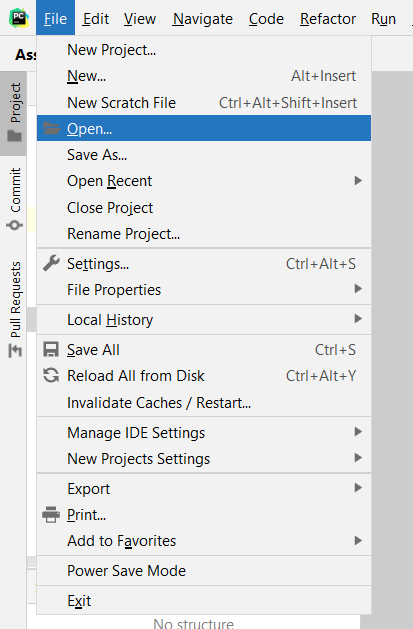 PC
File Edit View Navigate Code Refactor Run
Ass
New Project...
New... Alt+Insert
New Scratch File Ctrl+Alt+Shift+Insert
Open...
Save As...
Open Recent
Close Project
Rename Project...
Settings... Ctrl+Alt+S
File Properties
Local History
Save All Ctrl+S
Reload All from Disk Ctrl+Alt+Y
Invalidate Caches / Restart...
Manage IDE Settings
New Projects Settings
Export
Print...
Add to Favorites
Power Save Mode
Exit
Project
Commit
Pull Requests
No structure